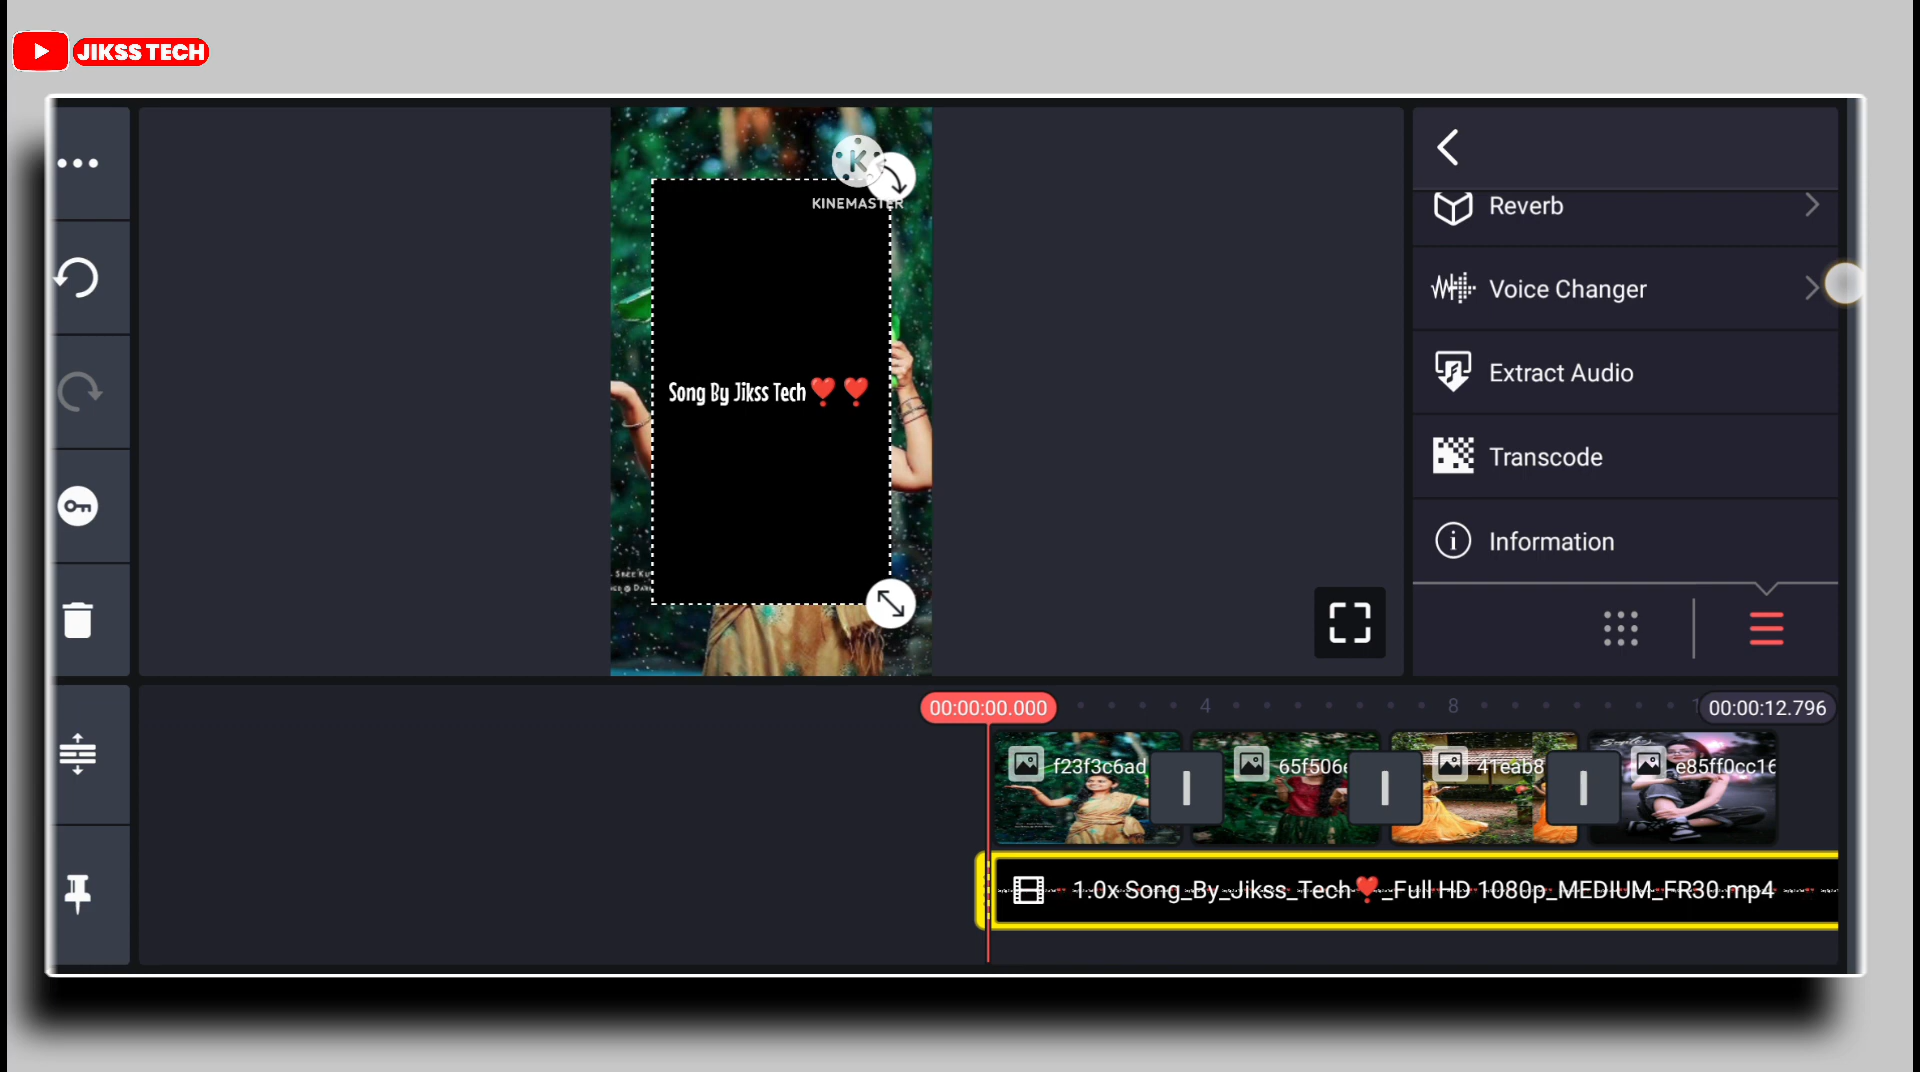 JIKSS TECH
KINEMASTER
Song By Jikss Tech❣️❣️
Reverb
Voice Changer
Extract Audio
Transcode
Information
00:00:00.000
4
8
00:00:12.796
f23f3c6ad
65f506
41eab8
e85ff0cc16
1.0x Song_By_Jikss_Tech❣️_Full HD 1080p_MEDIUM_FR30.mp4